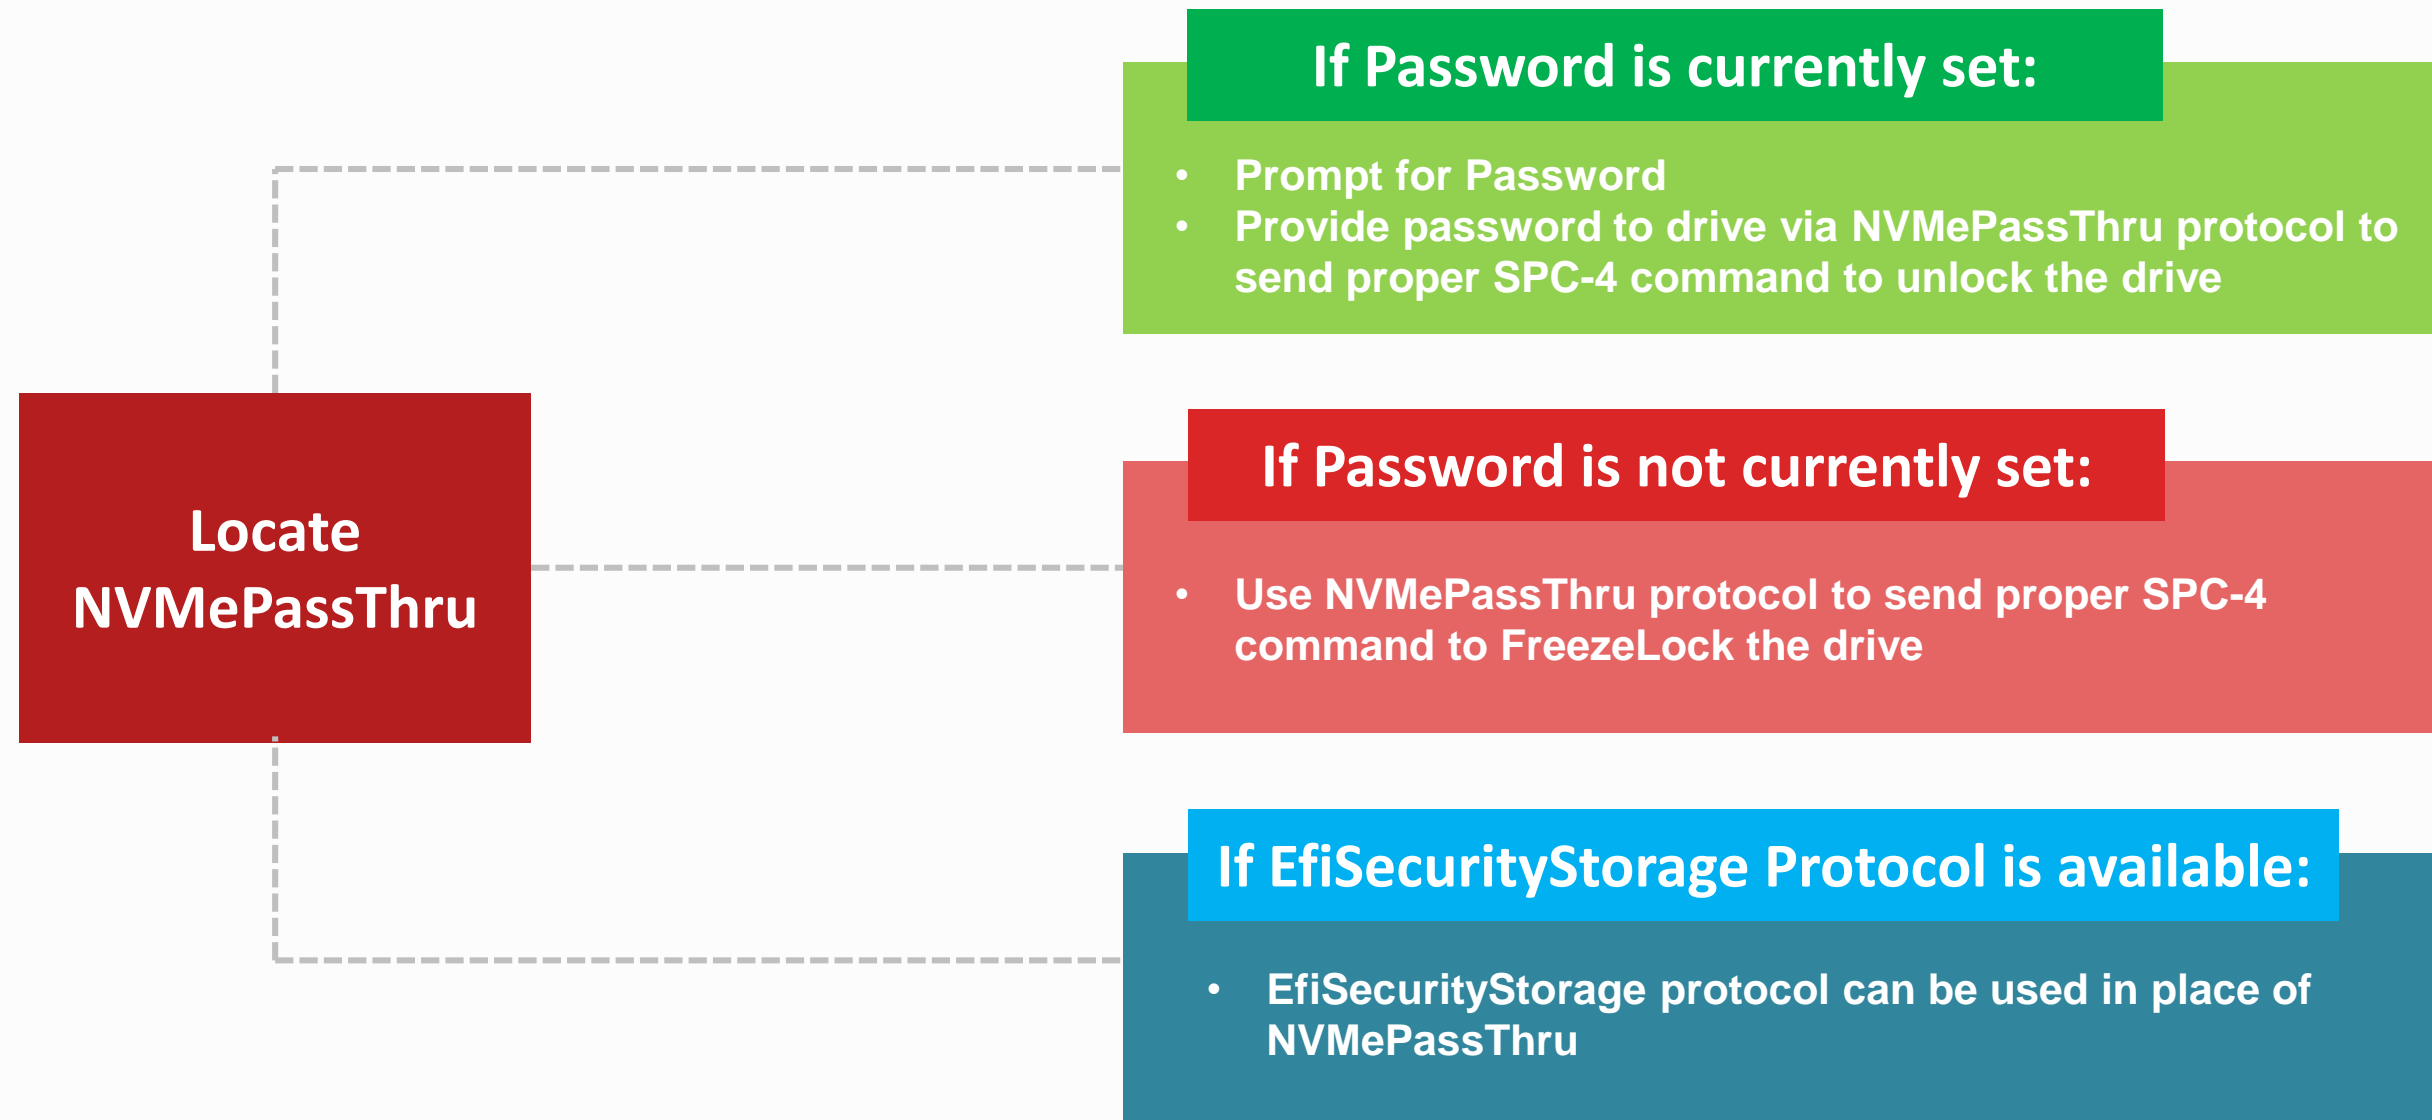 If Password is currently set:
• Prompt for Password
• Provide password to drive via NVMePassThru protocol to
send proper SPC-4 command to unlock the drive
Locate
NVMePassThru
If Password is not currently set:
• Use NVMePassThru protocol to send proper SPC-4
command to FreezeLock the drive
If EfiSecurityStorage Protocol is available:
• EfiSecurityStorage protocol can be used in place of
NVMePassThru